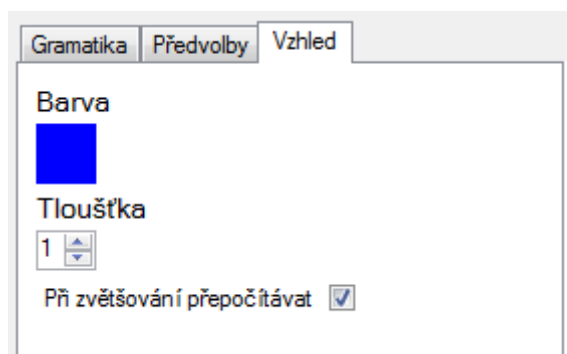 Gramatika Předvolby Vzhled
Barva
Tloušťka
1
Při zvětšování přepočítávat